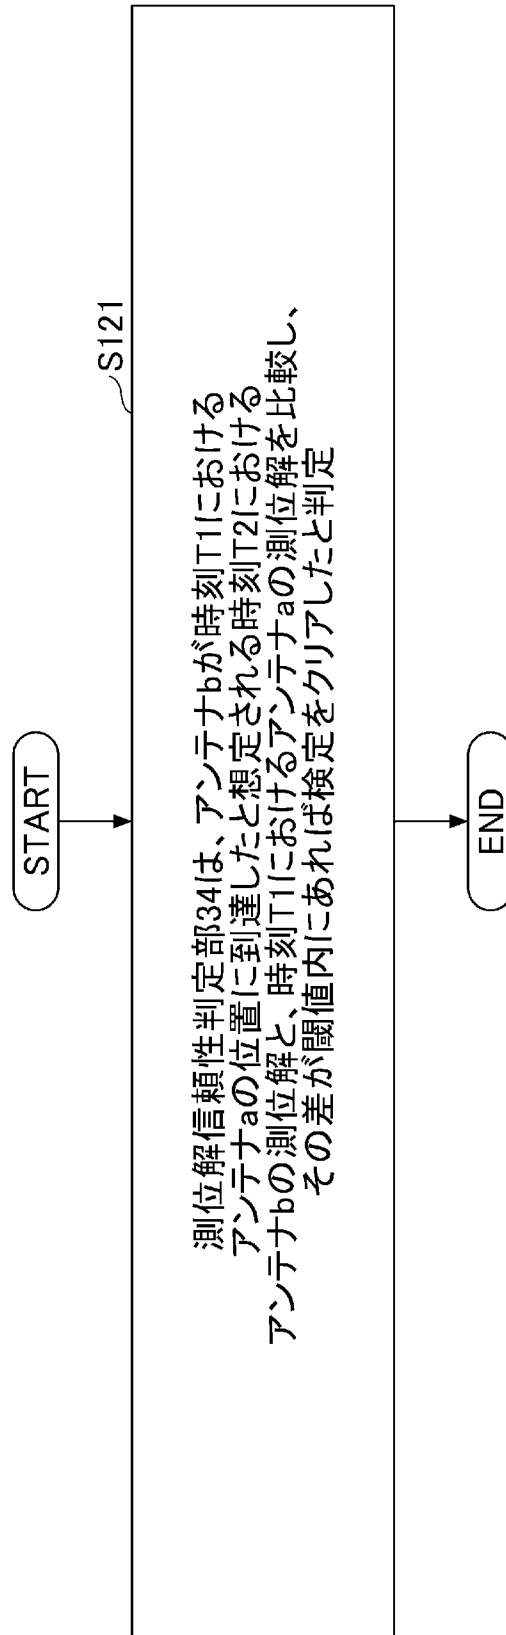 START
S121
測位解信頼性判定部34は、アンテナbが時刻T1における
アンテナaの位置に到達したと想定される時刻T2における
アンテナbの測位解と、時刻T1におけるアンテナaの測位解を比較し、
その差が閾値内にあれば検定をクリアしたと判定
END